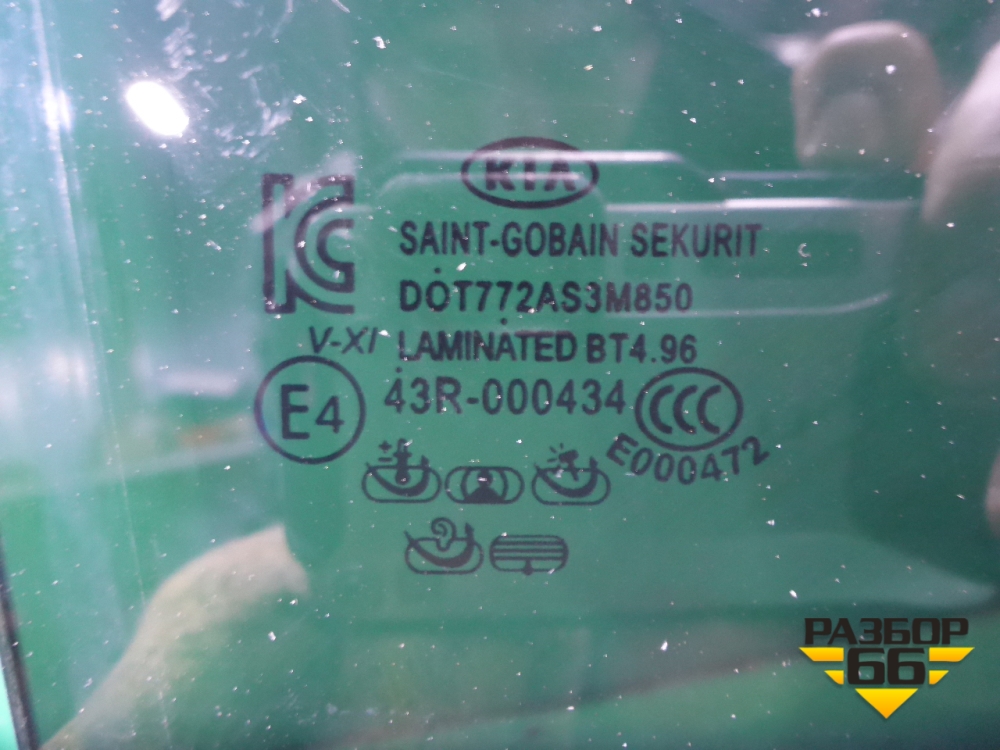 KIA
SAINT-GOBAIN SEKURIT
DOT772AS3M850
V-XI LAMINATED BT4.96
E4 43R-000434 CCC
E000472
РАЗБОР
66